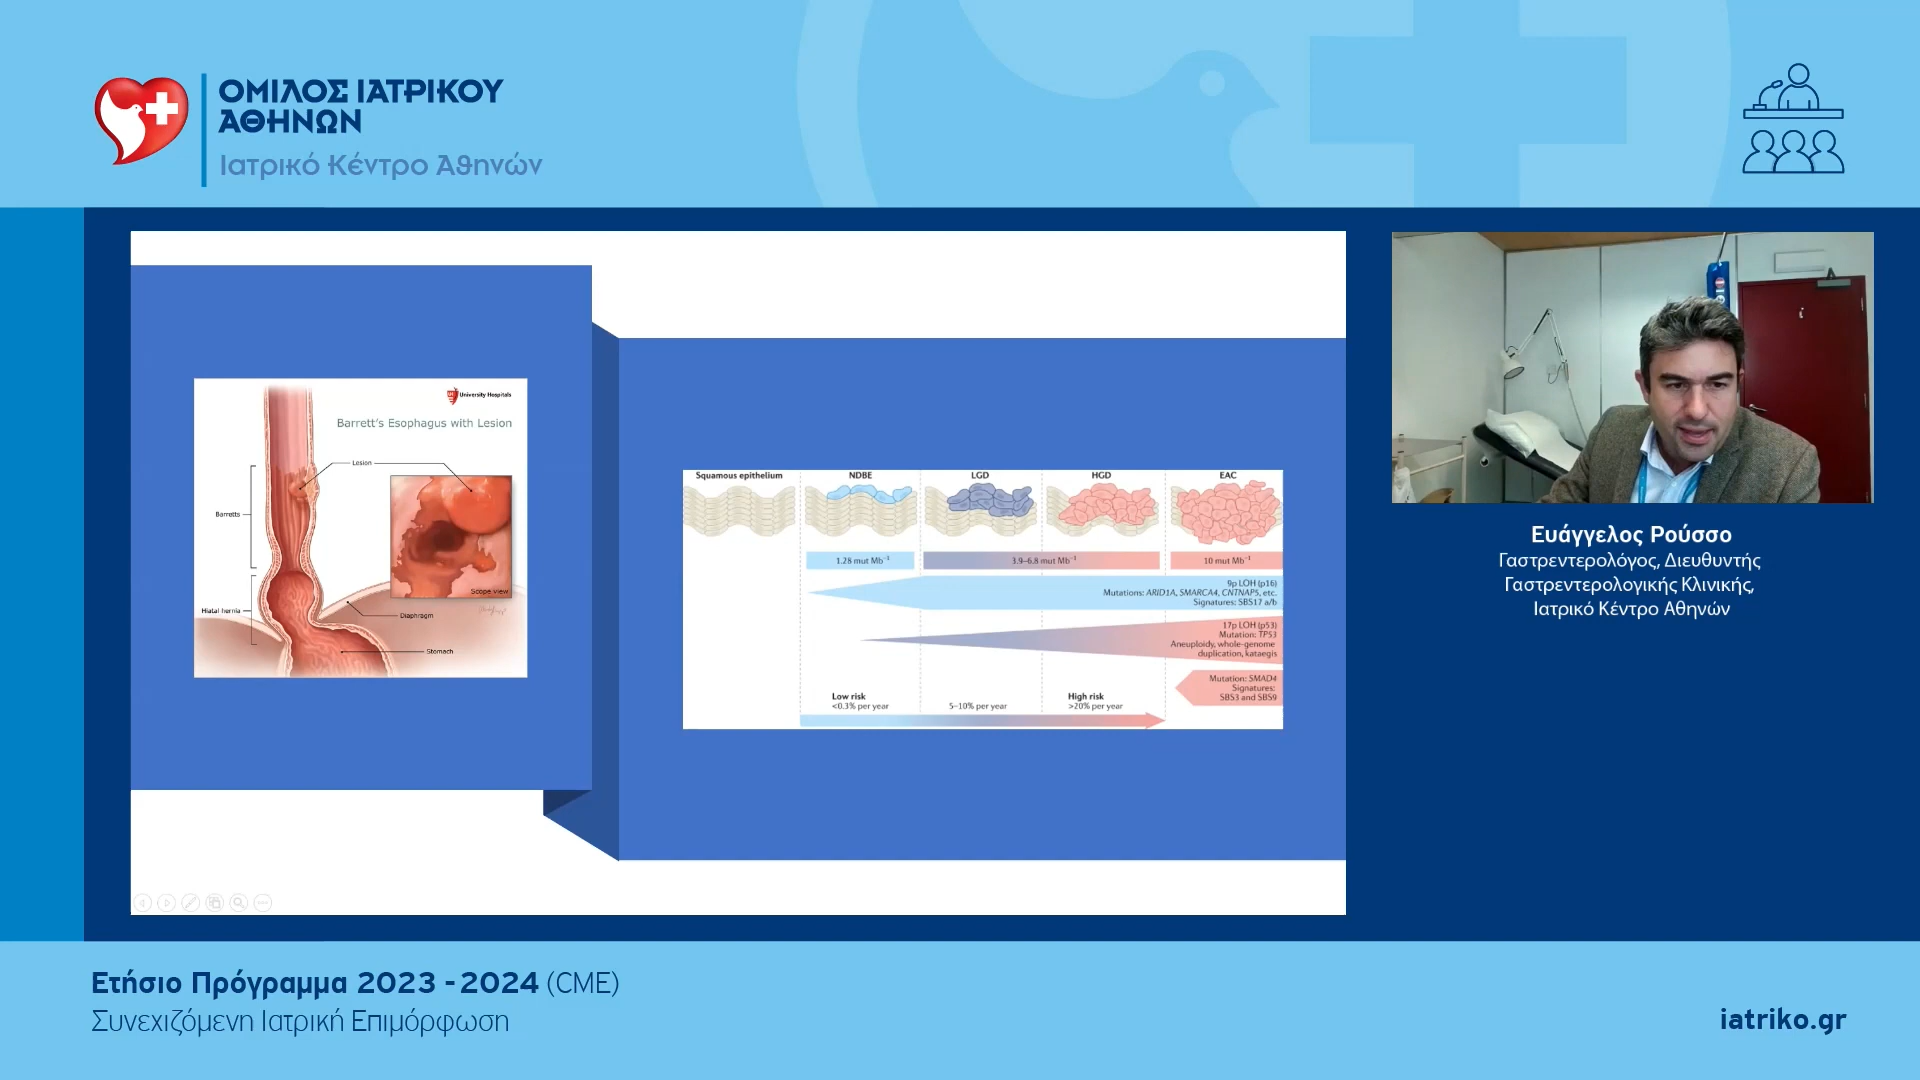 ΟΜΙΛΟΣ ΙΑΤΡΙΚΟΥ
ΑΘΗΝΩΝ
Ιατρικό Κέντρο Αθηνών
University Hospitals
Barrett's Esophagus with Lesion
Lesion
Barretts
Scope view
Hiatal hernia
Diaphragm
Stomach
Squamous epithelium
NDBE
LGD
HGD
EAC
1.28 mut Mb⁻¹
3.9–6.8 mut Mb⁻¹
10 mut Mb⁻¹
9p LOH (p16)
Mutations: ARID1A, SMARCA4, CNTNAP5, etc.
Signatures: SBS17 a/b
17p LOH (p53)
Mutation: TP53
Aneuploidy, whole-genome
duplication, kataegis
Mutation: SMAD4
Signatures:
SBS3 and SBS9
Low risk
<0.3% per year
5–10% per year
High risk
>20% per year
Ευάγγελος Ρούσσο
Γαστρεντερολόγος, Διευθυντής
Γαστρεντερολογικής Κλινικής,
Ιατρικό Κέντρο Αθηνών
Ετήσιο Πρόγραμμα 2023 - 2024 (CME)
Συνεχιζόμενη Ιατρική Επιμόρφωση
iatriko.gr